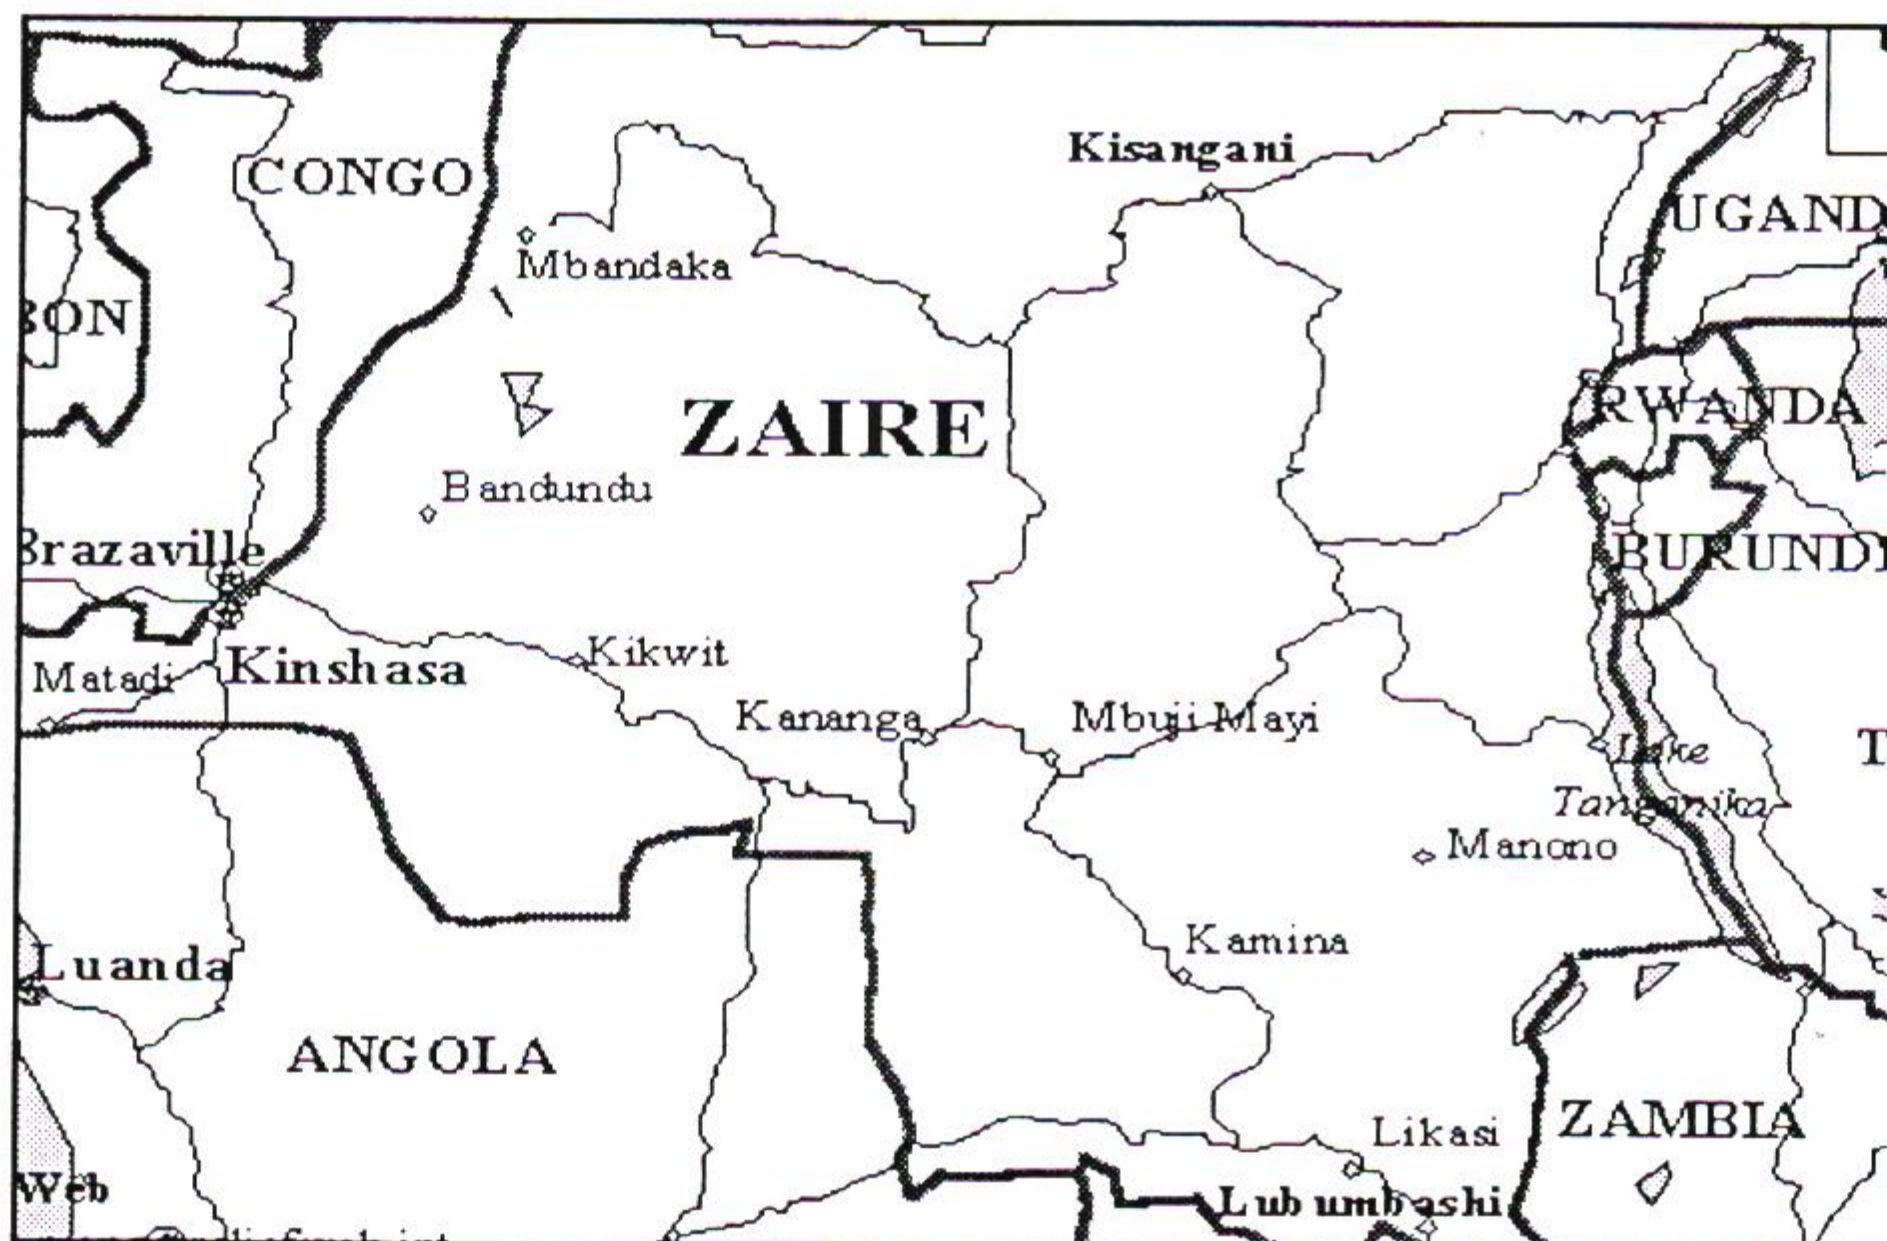 CONGO
Kisangani
UGAND
Mbandaka
BON
ZAIRE
RWANDA
Bandundu
Brazaville
BURUNDI
Kikwit
Kinshasa
Matadi
Kananga
Mbuji Mayi
Lake
Tanganika
T
Manono
Kamina
Luanda
ANGOLA
Likasi
ZAMBIA
Web
Lubumbashi